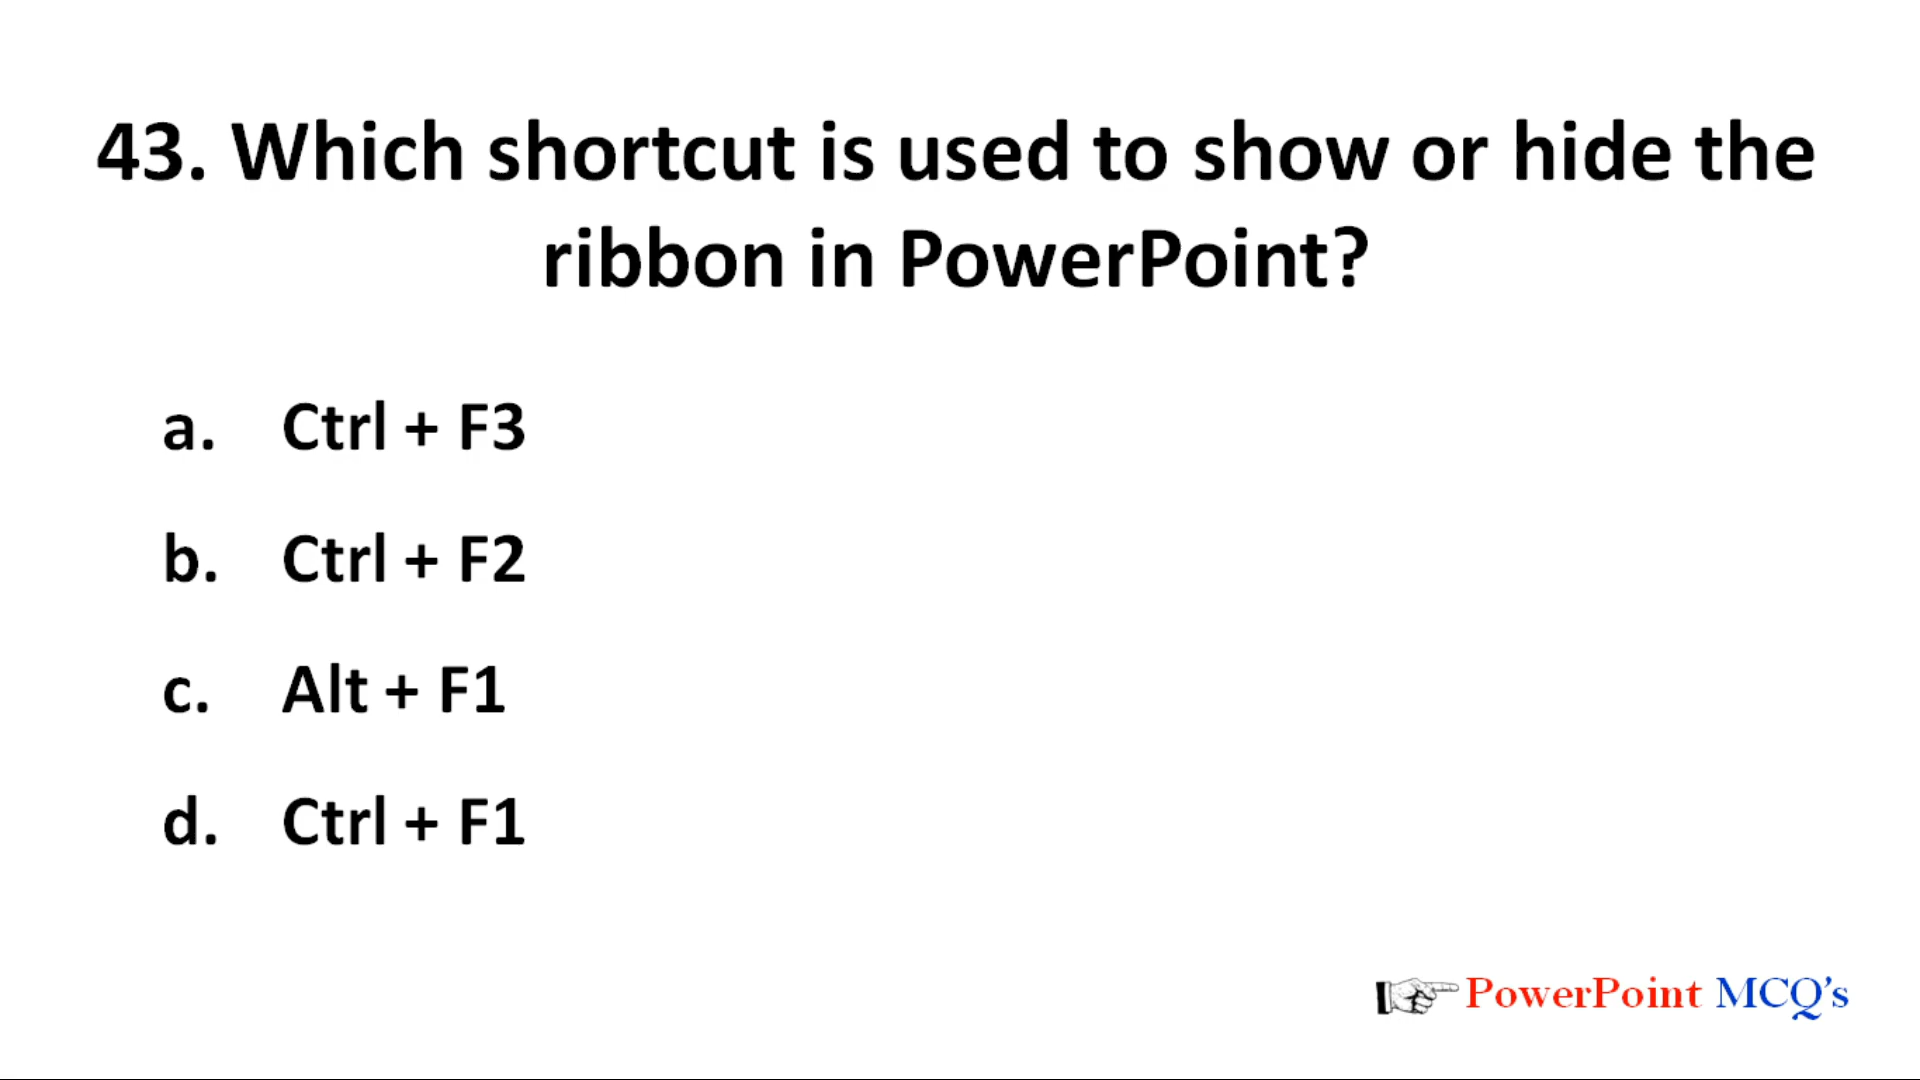 43. Which shortcut is used to show or hide the
ribbon in PowerPoint?
a. Ctrl + F3
b. Ctrl + F2
c. Alt + F1
d. Ctrl + F1
PowerPoint MCQ's